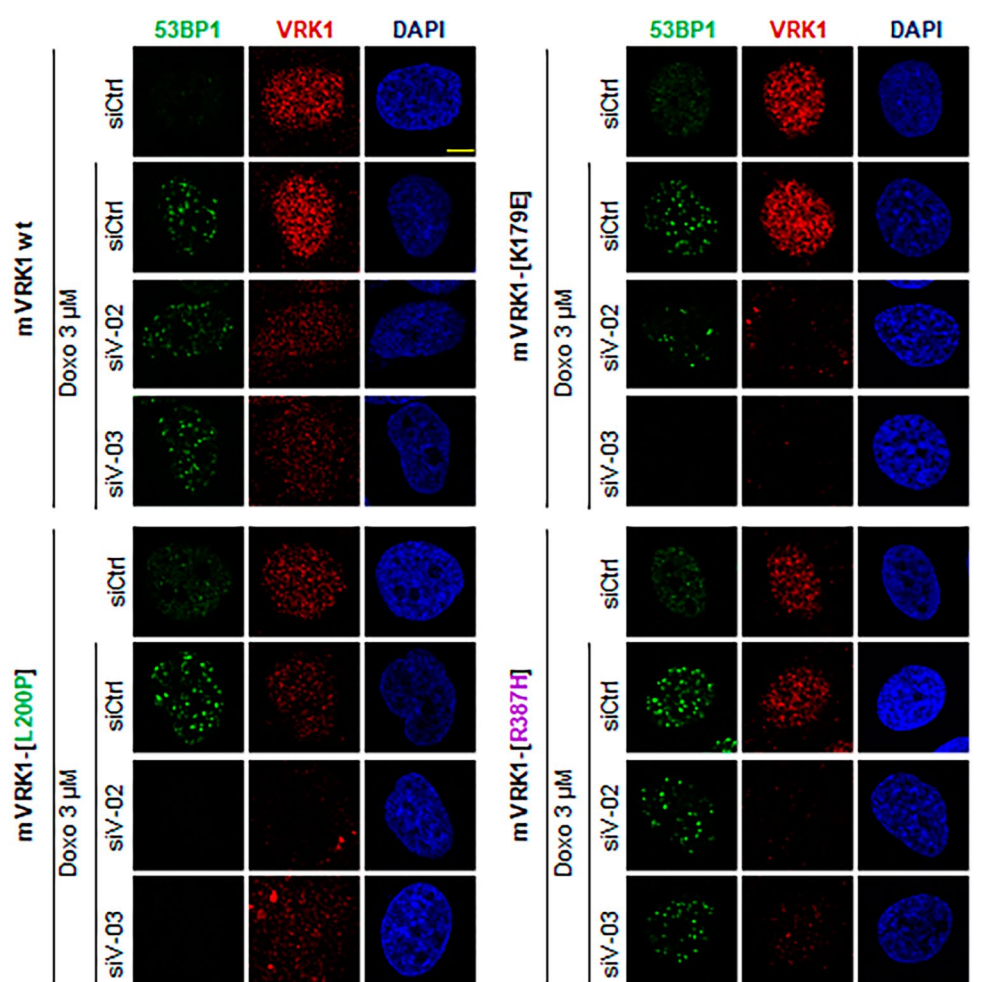 53BP1 VRK1 DAPI
mVRK1 wt
siCtrl
Doxo 3 µM
siCtrl
siV-02
siV-03
53BP1 VRK1 DAPI
mVRK1-[K179E]
siCtrl
Doxo 3 µM
siCtrl
siV-02
siV-03
mVRK1-[L200P]
siCtrl
Doxo 3 µM
siCtrl
siV-02
siV-03
mVRK1-[R387H]
siCtrl
Doxo 3 µM
siCtrl
siV-02
siV-03